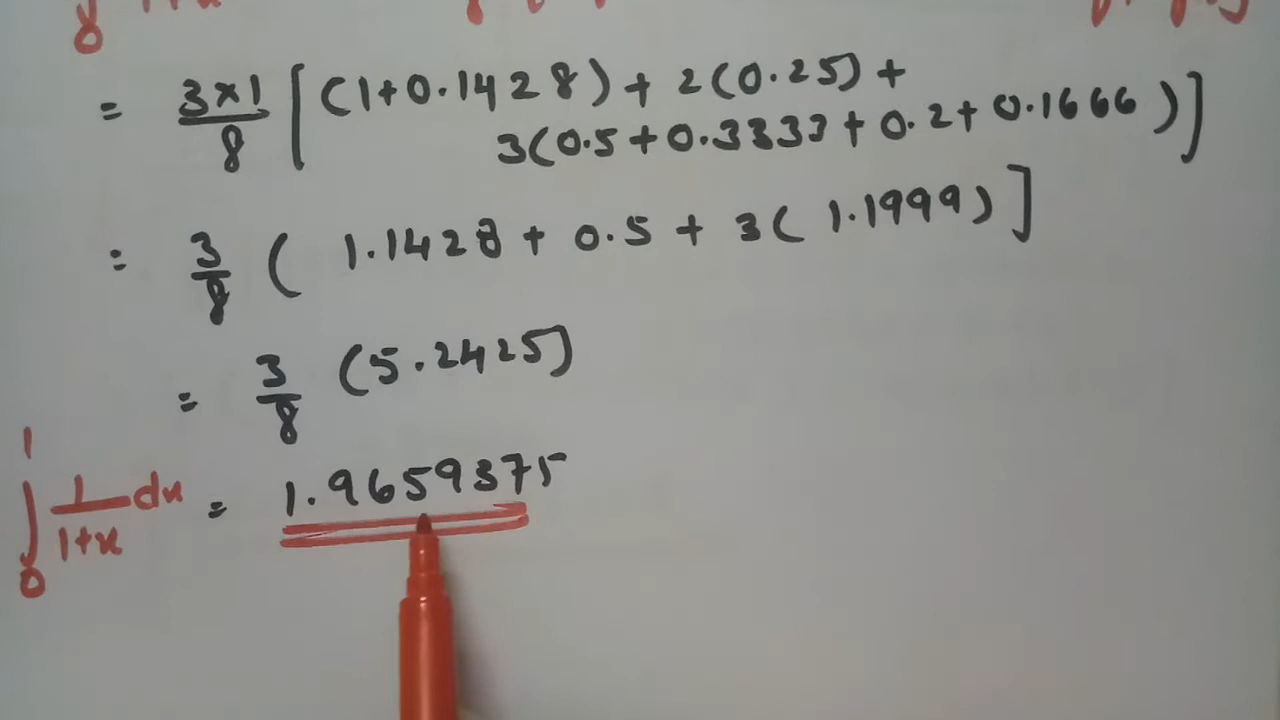 = 3×1/8 [(1+0.1428) + 2(0.25) +
3(0.5+0.3333+0.2+0.1666)]
= 3/8 ( 1.1428 + 0.5 + 3( 1.1999) ]
= 3/8 (5.2425)
∫₀¹ 1/1+x dx = 1.9659375